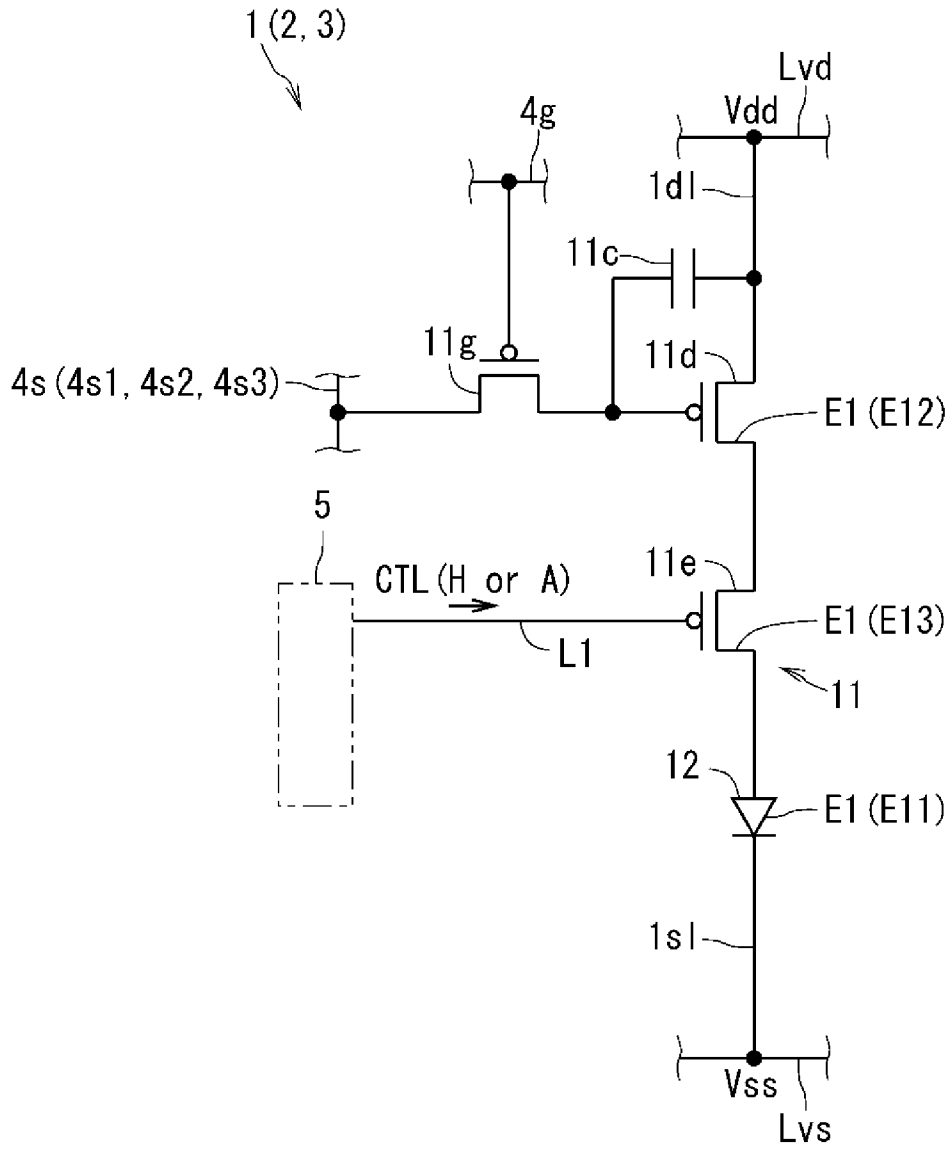 1(2, 3)
Lvd
Vdd
4g
1dl
11c
11g
11d
4s(4s1, 4s2, 4s3)
E1(E12)
5
11e
CTL(H or A)
E1(E13)
L1
11
12
E1(E11)
1sl
Vss
Lvs